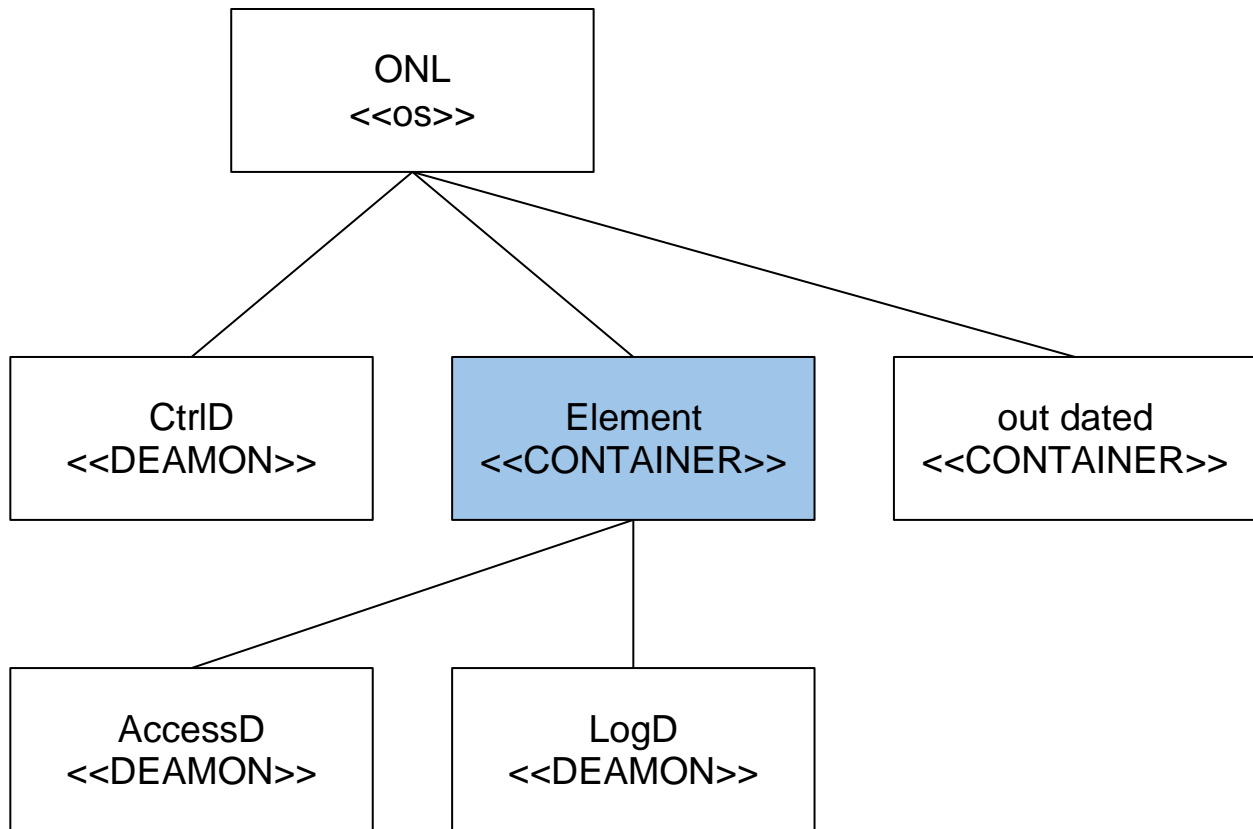 ONL
<<os>>
CtrlD
<<DEAMON>>
Element
<<CONTAINER>>
out dated
<<CONTAINER>>
AccessD
<<DEAMON>>
LogD
<<DEAMON>>